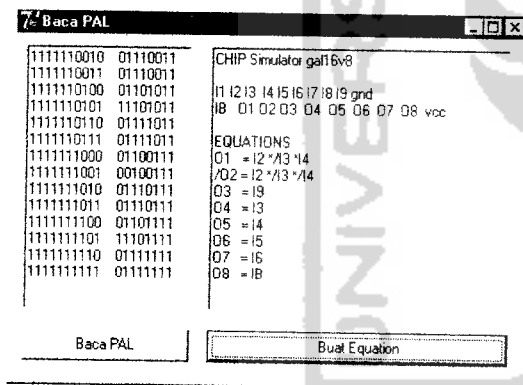 Baca PAL
1111110010 01110011
1111110011 01110011
1111110100 01101011
1111110101 11101011
1111110110 01111011
1111110111 01111011
1111111000 01100111
1111111001 00100111
1111111010 01110111
1111111011 01110111
1111111100 01101111
1111111101 11101111
1111111110 01111111
1111111111 01111111
CHIP Simulator gal16v8
I1 I2 I3 I4 I5 I6 I7 I8 I9 gnd
IB O1 O2 O3 O4 O5 O6 O7 O8 vcc
EQUATIONS
O1 = I2 */I3 *I4
/O2 = I2 */I3 */I4
O3 = I9
O4 = I3
O5 = I4
O6 = I5
O7 = I6
O8 = IB
Baca PAL
Buat Equation